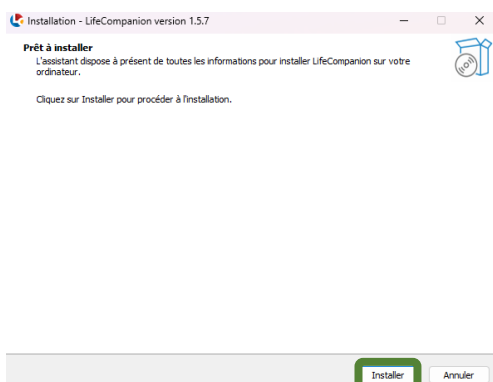 Installation - LifeCompanion version 1.5.7
Prêt à installer
L'assistant dispose à présent de toutes les informations pour installer LifeCompanion sur votre
ordinateur.
Cliquez sur Installer pour procéder à l'installation.
Installer
Annuler